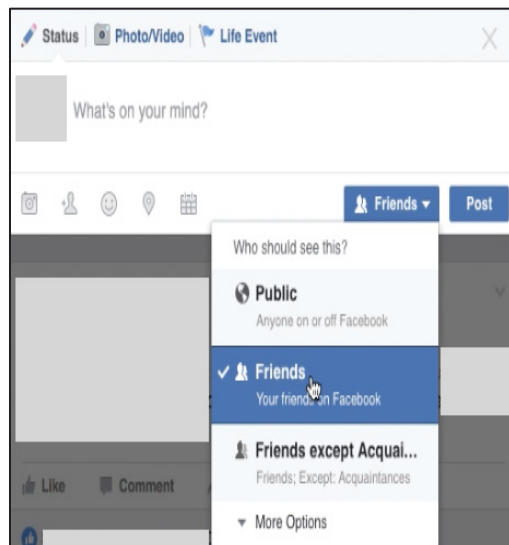 Status Photo/Video Life Event X
What's on your mind?
Friends Post
Who should see this?
Public
Anyone on or off Facebook
Friends
Your friends on Facebook
Friends except Acquai...
Friends; Except: Acquaintances
Like Comment
More Options